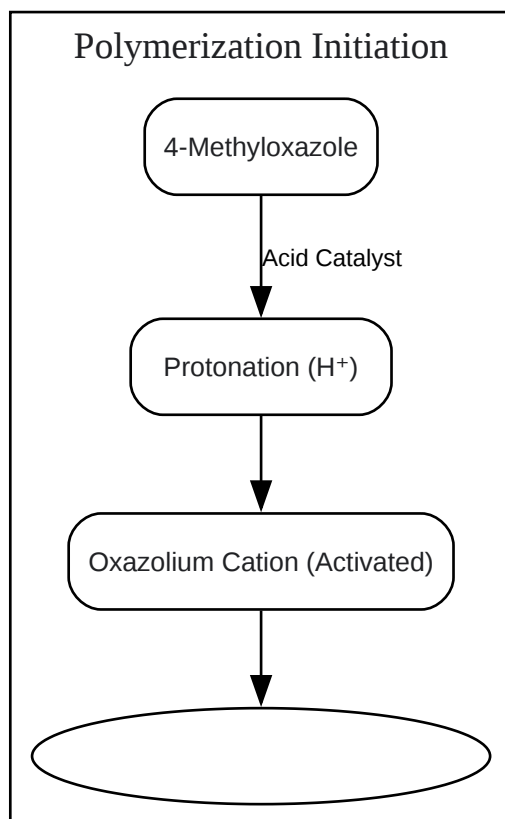 Polymerization Initiation
4-Methyloxazole
Acid Catalyst
Protonation (H⁺)
Oxazolium Cation (Activated)